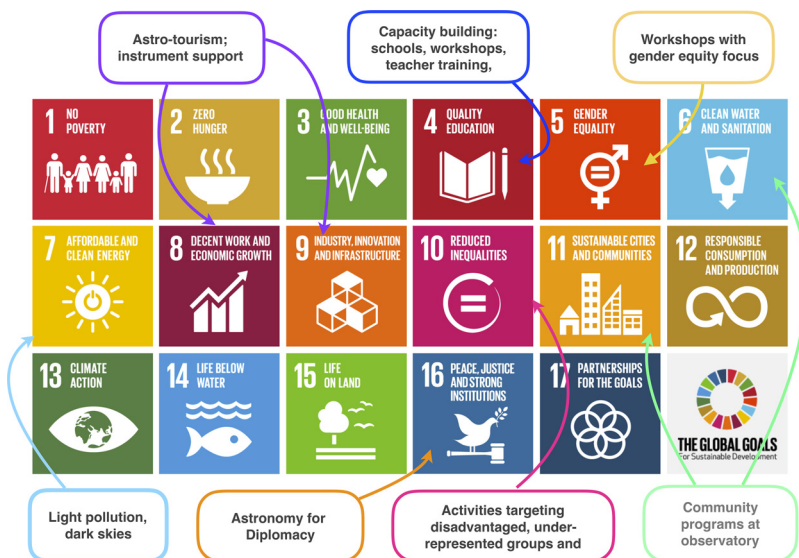 Astro-tourism;
instrument support
Capacity building:
schools, workshops,
teacher training,
Workshops with
gender equity focus
1 NO
POVERTY
2 ZERO
HUNGER
3 GOOD HEALTH
AND WELL-BEING
4 QUALITY
EDUCATION
5 GENDER
EQUALITY
6 CLEAN WATER
AND SANITATION
7 AFFORDABLE AND
CLEAN ENERGY
8 DECENT WORK AND
ECONOMIC GROWTH
9 INDUSTRY, INNOVATION
AND INFRASTRUCTURE
10 REDUCED
INEQUALITIES
11 SUSTAINABLE CITIES
AND COMMUNITIES
12 RESPONSIBLE
CONSUMPTION
AND PRODUCTION
13 CLIMATE
ACTION
14 LIFE BELOW
WATER
15 LIFE
ON LAND
16 PEACE, JUSTICE
AND STRONG
INSTITUTIONS
17 PARTNERSHIPS
FOR THE GOALS
THE GLOBAL GOALS
For Sustainable Development
Light pollution,
dark skies
Astronomy for
Diplomacy
Activities targeting
disadvantaged, under-
represented groups and
Community
programs at
observatory